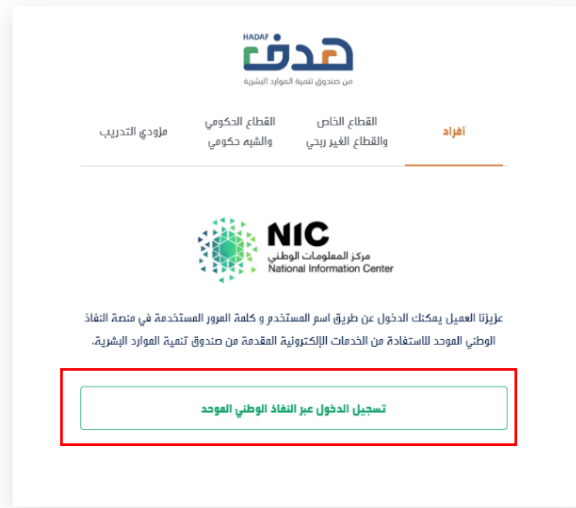 HADAF
هدف
من صندوق تنمية الموارد البشرية
أفراد
القطاع الخاص
والقطاع الغير ربحي
القطاع الحكومي
والشبه حكومي
مزودي التدريب
NIC
مركز المعلومات الوطني
National Information Center
عزيزنا العميل يمكنك الدخول عن طريق اسم المستخدم و كلمة المرور المستخدمة في منصة النفاذ
الوطني الموحد للاستفادة من الخدمات الإلكترونية المقدمة من صندوق تنمية الموارد البشرية.
تسجيل الدخول عبر النفاذ الوطني الموحد